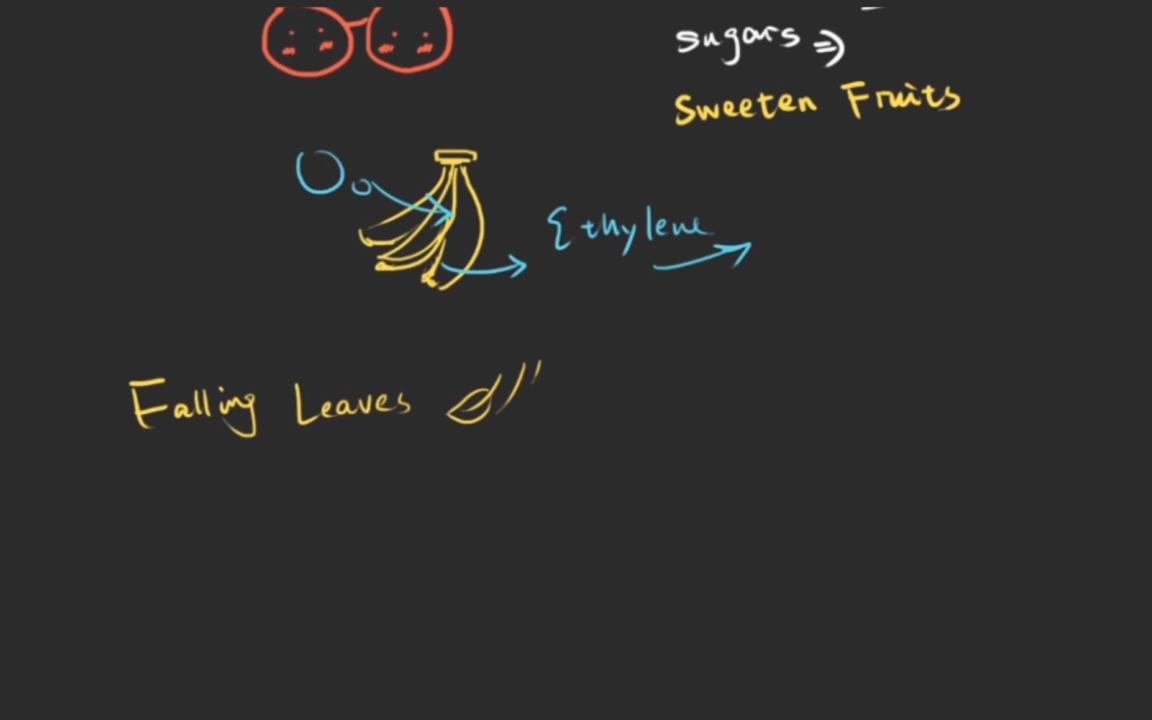 sugars ⇒
Sweeten Fruits
Ethylene
Falling Leaves